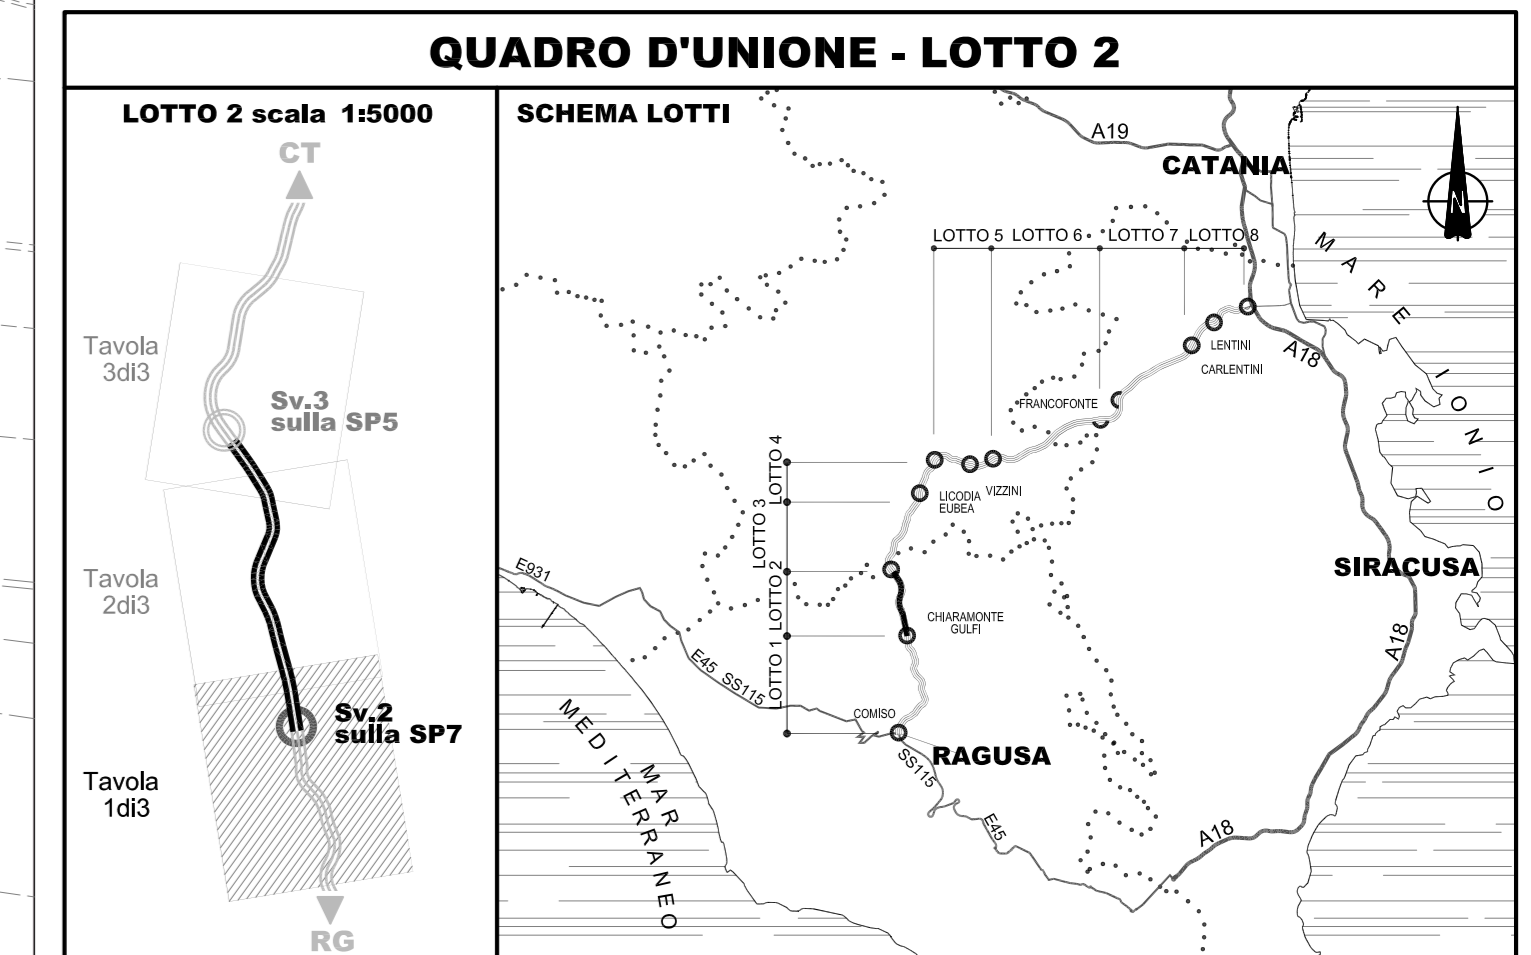 QUADRO D'UNIONE - LOTTO 2
LOTTO 2 scala 1:5000
CT
Tavola
3di3
Sv.3
sulla SP5
Tavola
2di3
Sv.2
sulla SP7
Tavola
1di3
RG
SCHEMA LOTTI
A19
CATANIA
N
LOTTO 5
LOTTO 6
LOTTO 7
LOTTO 8
MARE IONIO
LENTINI
CARLENTINI
A18
FRANCOFONTE
LOTTO 4
LOTTO 3
LOTTO 2
LOTTO 1
LICODIA
EUBEA
VIZZINI
E931
SIRACUSA
CHIARAMONTE
GULFI
A18
E45
SS115
COMISO
RAGUSA
SS115
MAR
MEDITERRANEO
E45
A18